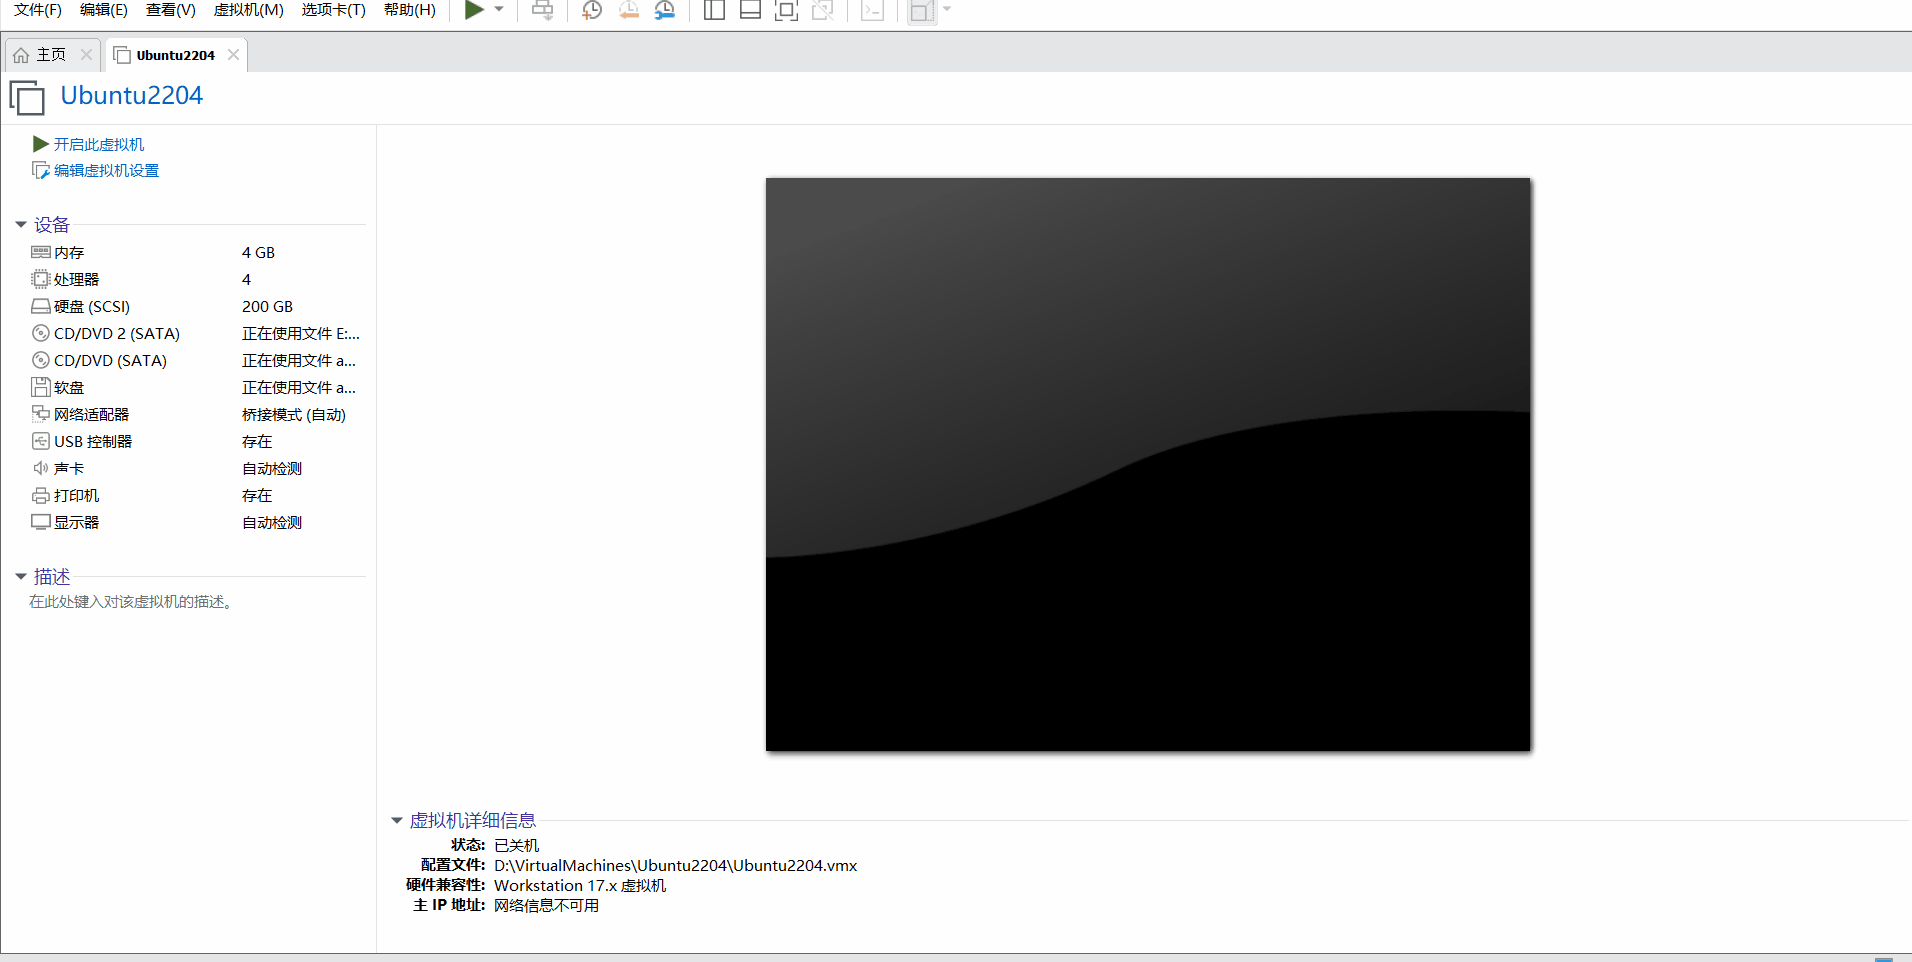 文件(F) 编辑(E) 查看(V) 虚拟机(M) 选项卡(T) 帮助(H)
主页 Ubuntu2204
Ubuntu2204
开启此虚拟机
编辑虚拟机设置
设备
内存 4 GB
处理器 4
硬盘 (SCSI) 200 GB
CD/DVD 2 (SATA) 正在使用文件 E:...
CD/DVD (SATA) 正在使用文件 a...
软盘 正在使用文件 a...
网络适配器 桥接模式 (自动)
USB 控制器 存在
声卡 自动检测
打印机 存在
显示器 自动检测
描述
在此处键入对该虚拟机的描述。
虚拟机详细信息
状态: 已关机
配置文件: D:\VirtualMachines\Ubuntu2204\Ubuntu2204.vmx
硬件兼容性: Workstation 17.x 虚拟机
主 IP 地址: 网络信息不可用